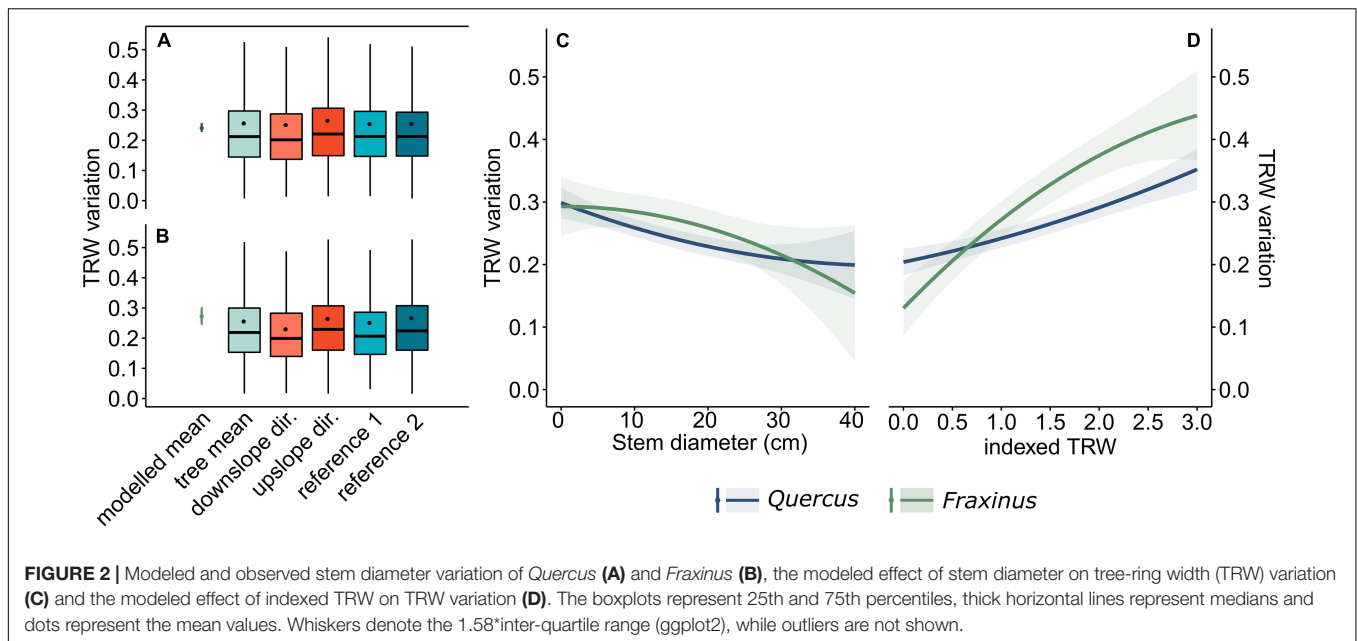 A
0.5
0.4
0.3
0.2
0.1
0.0
B
0.5
0.4
0.3
0.2
0.1
0.0
TRW variation
modelled mean
tree mean
downslope dir.
upslope dir.
reference 1
reference 2
C
0.5
0.4
0.3
0.2
0.1
0.0
TRW variation
0 10 20 30 40
Stem diameter (cm)
D
0.5
0.4
0.3
0.2
0.1
0.0
TRW variation
0.0 0.5 1.0 1.5 2.0 2.5 3.0
indexed TRW
Quercus
Fraxinus
FIGURE 2 | Modeled and observed stem diameter variation of Quercus (A) and Fraxinus (B), the modeled effect of stem diameter on tree-ring width (TRW) variation
(C) and the modeled effect of indexed TRW on TRW variation (D). The boxplots represent 25th and 75th percentiles, thick horizontal lines represent medians and
dots represent the mean values. Whiskers denote the 1.58*inter-quartile range (ggplot2), while outliers are not shown.